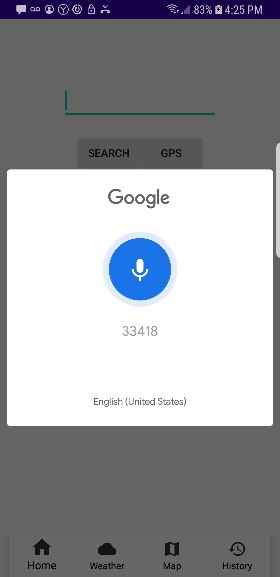 83% 4:25 PM
SEARCH GPS
Google
33418
English (United States)
Home Weather Map History